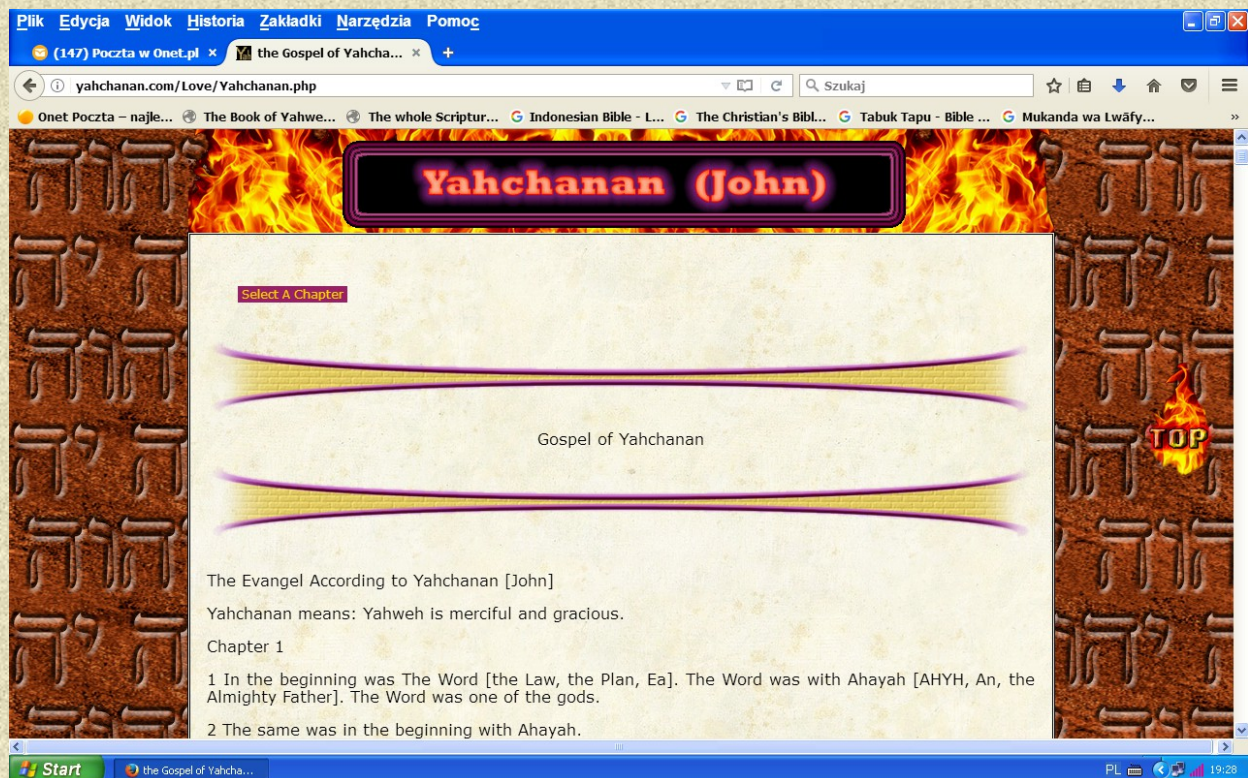 Plik Edycja Widok Historia Zakładki Narzędzia Pomoc
(147) Poczta w Onet.pl × the Gospel of Yahcha... × +
yahchanan.com/Love/Yahchanan.php Szukaj
Onet Poczta – najle... The Book of Yahwe... The whole Scriptur... Indonesian Bible - L... The Christian's Bibl... Tabuk Tapu - Bible ... Mukanda wa Lwãfy... »
Yahchanan (John)
Select A Chapter
Gospel of Yahchanan
TOP
The Evangel According to Yahchanan [John]
Yahchanan means: Yahweh is merciful and gracious.
Chapter 1
1 In the beginning was The Word [the Law, the Plan, Ea]. The Word was with Ahayah [AHYH, An, the
Almighty Father]. The Word was one of the gods.
2 The same was in the beginning with Ahayah.
Start the Gospel of Yahcha... PL 19:28